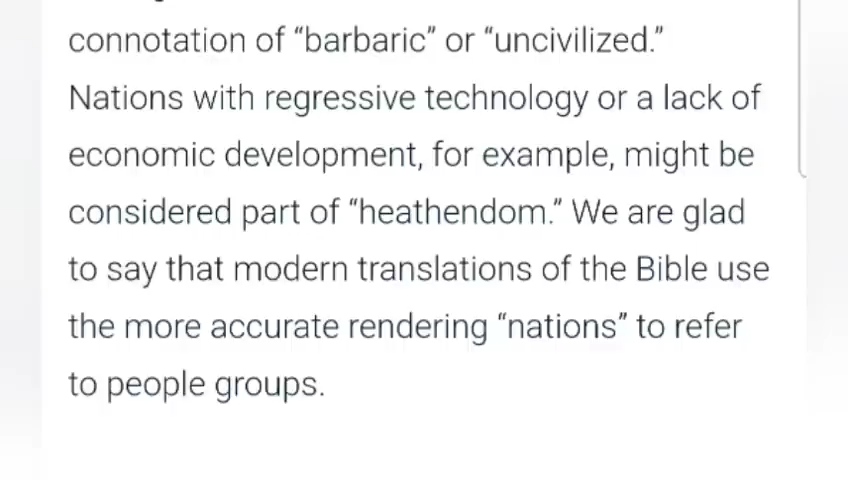 connotation of “barbaric” or “uncivilized.”
Nations with regressive technology or a lack of
economic development, for example, might be
considered part of “heathendom.” We are glad
to say that modern translations of the Bible use
the more accurate rendering “nations” to refer
to people groups.